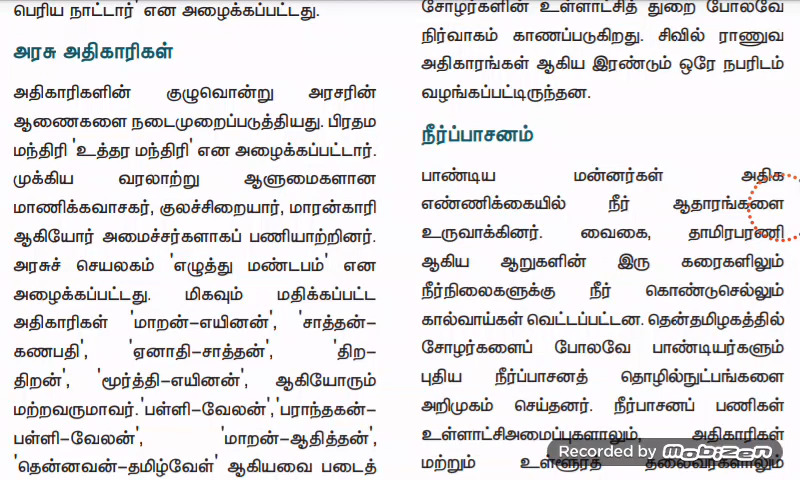 பெரிய நாட்டார்' என அழைக்கப்பட்டது.
அரசு அதிகாரிகள்
அதிகாரிகளின் குழுவொன்று அரசரின்
ஆணைகளை நடைமுறைப்படுத்தியது. பிரதம
மந்திரி 'உத்தர மந்திரி' என அழைக்கப்பட்டார்.
முக்கிய வரலாற்று ஆளுமைகளான
மாணிக்கவாசகர், குலச்சிறையார், மாரன்காரி
ஆகியோர் அமைச்சர்களாகப் பணியாற்றினர்.
அரசுச் செயலகம் 'எழுத்து மண்டபம்' என
அழைக்கப்பட்டது. மிகவும் மதிக்கப்பட்ட
அதிகாரிகள் 'மாறன்–எயினன்', 'சாத்தன்–
கணபதி', 'ஏனாதி–சாத்தன்', 'திற–
திறன்', 'மூர்த்தி–எயினன்', ஆகியோரும்
மற்றவருமாவர். 'பள்ளி–வேலன்', 'பராந்தகன்–
பள்ளி–வேலன்', 'மாறன்–ஆதித்தன்',
'தென்னவன்–தமிழ்வேள்' ஆகியவை படைத்
சோழர்களின் உள்ளாட்சித் துறை போலவே
நிர்வாகம் காணப்படுகிறது. சிவில் ராணுவ
அதிகாரங்கள் ஆகிய இரண்டும் ஒரே நபரிடம்
வழங்கப்பட்டிருந்தன.
நீர்ப்பாசனம்
பாண்டிய மன்னர்கள் அதிக
எண்ணிக்கையில் நீர் ஆதாரங்களை
உருவாக்கினர். வைகை, தாமிரபரணி
ஆகிய ஆறுகளின் இரு கரைகளிலும்
நீர்நிலைகளுக்கு நீர் கொண்டுசெல்லும்
கால்வாய்கள் வெட்டப்பட்டன. தென்தமிழகத்தில்
சோழர்களைப் போலவே பாண்டியர்களும்
புதிய நீர்ப்பாசனத் தொழில்நுட்பங்களை
அறிமுகம் செய்தனர். நீர்பாசனப் பணிகள்
உள்ளாட்சிஅமைப்புகளாலும், அதிகாரிகள்
மற்றும் உள்ளூரத் தலைவர்களாலும்
Recorded by Mobizen